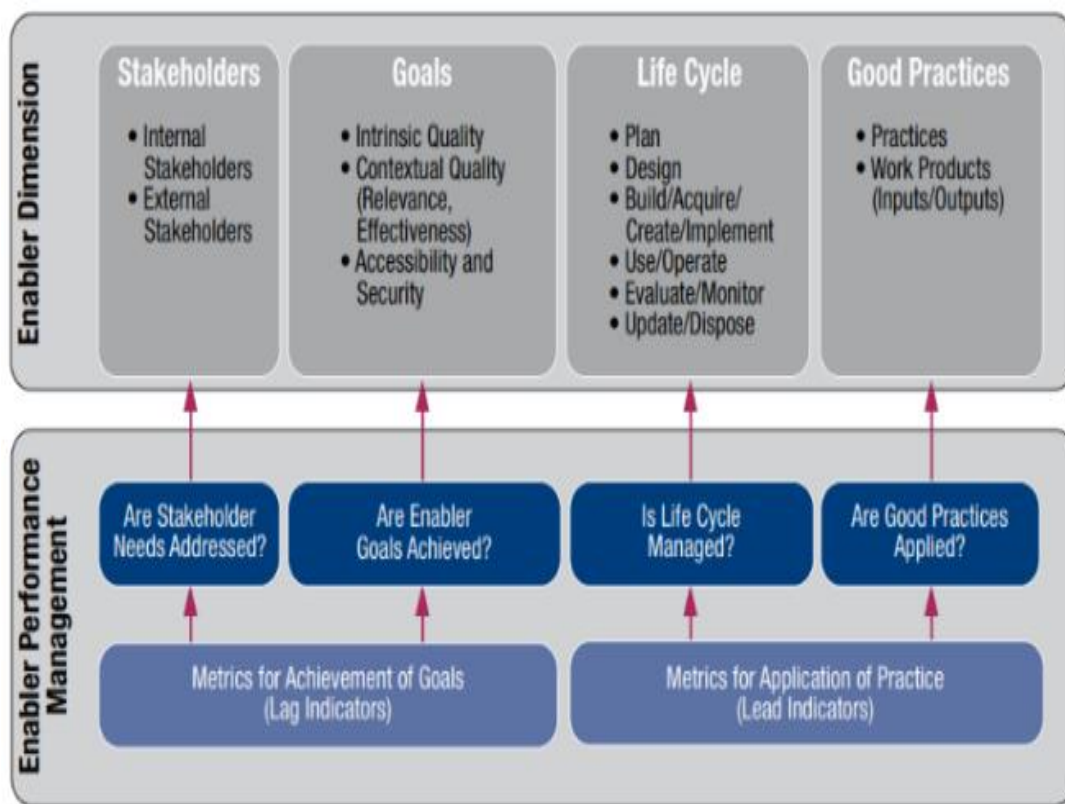 Enabler Dimension
Stakeholders
• Internal
Stakeholders
• External
Stakeholders
Goals
• Intrinsic Quality
• Contextual Quality
(Relevance,
Effectiveness)
• Accessibility and
Security
Life Cycle
• Plan
• Design
• Build/Acquire/
Create/Implement
• Use/Operate
• Evaluate/Monitor
• Update/Dispose
Good Practices
• Practices
• Work Products
(Inputs/Outputs)
Enabler Performance
Management
Are Stakeholder
Needs Addressed?
Are Enabler
Goals Achieved?
Is Life Cycle
Managed?
Are Good Practices
Applied?
Metrics for Achievement of Goals
(Lag Indicators)
Metrics for Application of Practice
(Lead Indicators)